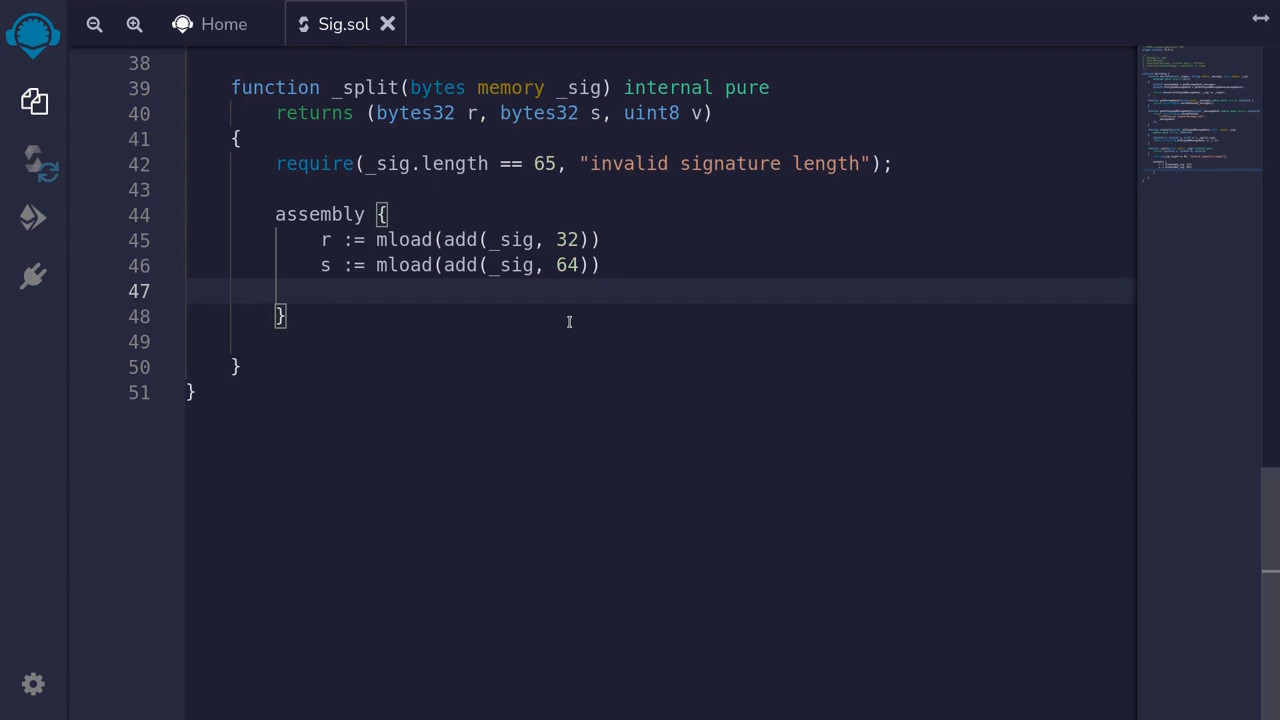 Home
Sig.sol
38
39 function _split(bytes memory _sig) internal pure
40 returns (bytes32 r, bytes32 s, uint8 v)
41 {
42 require(_sig.length == 65, "invalid signature length");
43
44 assembly {
45 r := mload(add(_sig, 32))
46 s := mload(add(_sig, 64))
47
48 }
49
50 }
51 }